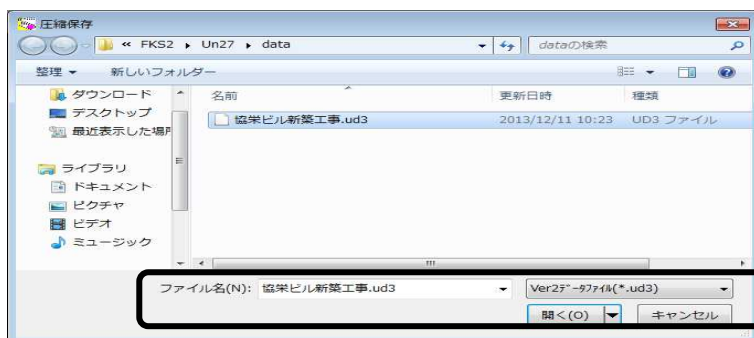 圧縮保存
« FKS2 ▸ Un27 ▸ data
dataの検索
整理 ▼ 新しいフォルダー
ダウンロード
デスクトップ
最近表示した場所
ライブラリ
ドキュメント
ピクチャ
ビデオ
ミュージック
名前 更新日時 種類
協栄ビル新築工事.ud3 2013/12/11 10:23 UD3 ファイル
ファイル名(N): 協栄ビル新築工事.ud3 Ver2ﾃﾞｰﾀﾌｧｲﾙ(*.ud3)
開く(O) キャンセル